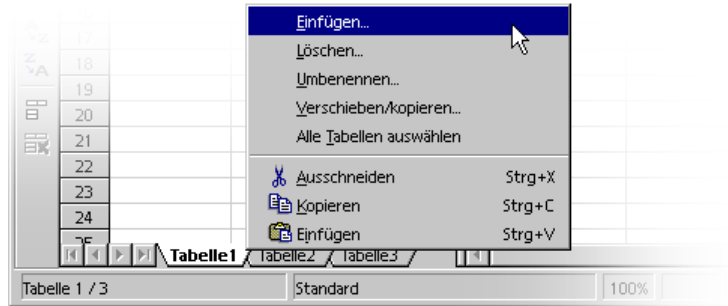 Einfügen...
17
Löschen...
18
Umbenennen...
19
Verschieben/kopieren...
20
Alle Tabellen auswählen
21
22
Ausschneiden Strg+X
23
Kopieren Strg+C
24
Einfügen Strg+V
25
Tabelle1 Tabelle2 Tabelle3
Tabelle 1 / 3 Standard 100%